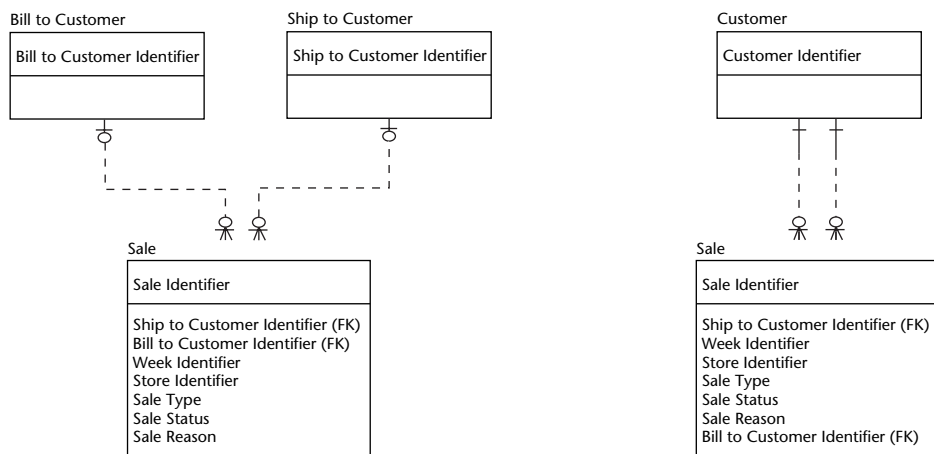 Bill to Customer
Bill to Customer Identifier
Ship to Customer
Ship to Customer Identifier
Sale
Sale Identifier
Ship to Customer Identifier (FK)
Bill to Customer Identifier (FK)
Week Identifier
Store Identifier
Sale Type
Sale Status
Sale Reason
Customer
Customer Identifier
Sale
Sale Identifier
Ship to Customer Identifier (FK)
Week Identifier
Store Identifier
Sale Type
Sale Status
Sale Reason
Bill to Customer Identifier (FK)